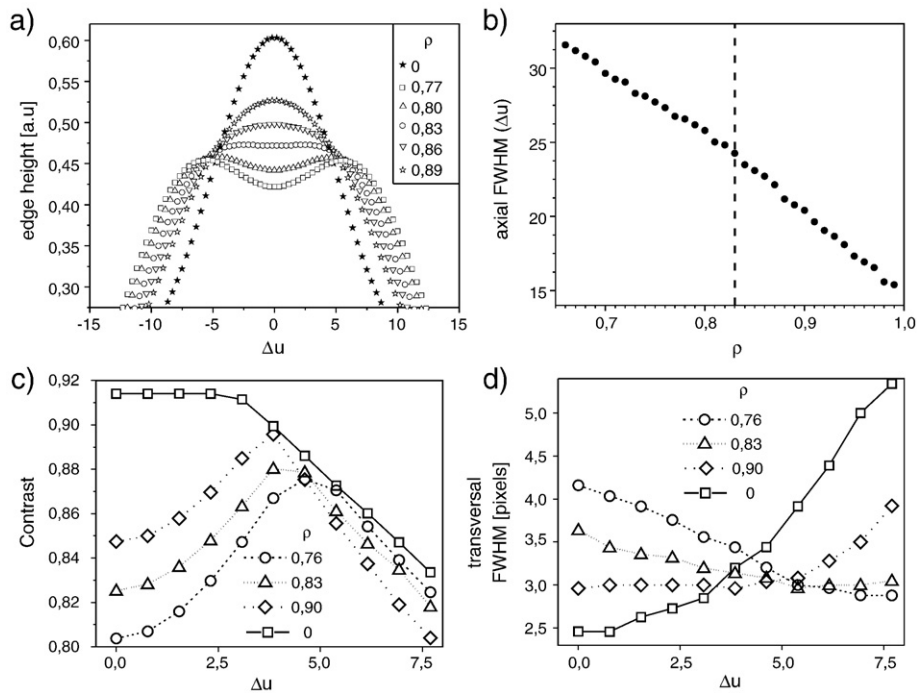 a)
edge height [a.u]
0,60
0,55
0,50
0,45
0,40
0,35
0,30
-15 -10 -5 0 5 10 15
Δu
ρ
0
0,77
0,80
0,83
0,86
0,89
b)
axial FWHM (Δu)
30
25
20
15
0,7 0,8 0,9 1,0
ρ
c)
Contrast
0,92
0,90
0,88
0,86
0,84
0,82
0,80
0,0 2,5 5,0 7,5
Δu
ρ
0,76
0,83
0,90
0
d)
transversal
FWHM [pixels]
5,0
4,5
4,0
3,5
3,0
2,5
0,0 2,5 5,0 7,5
Δu
ρ
0,76
0,83
0,90
0